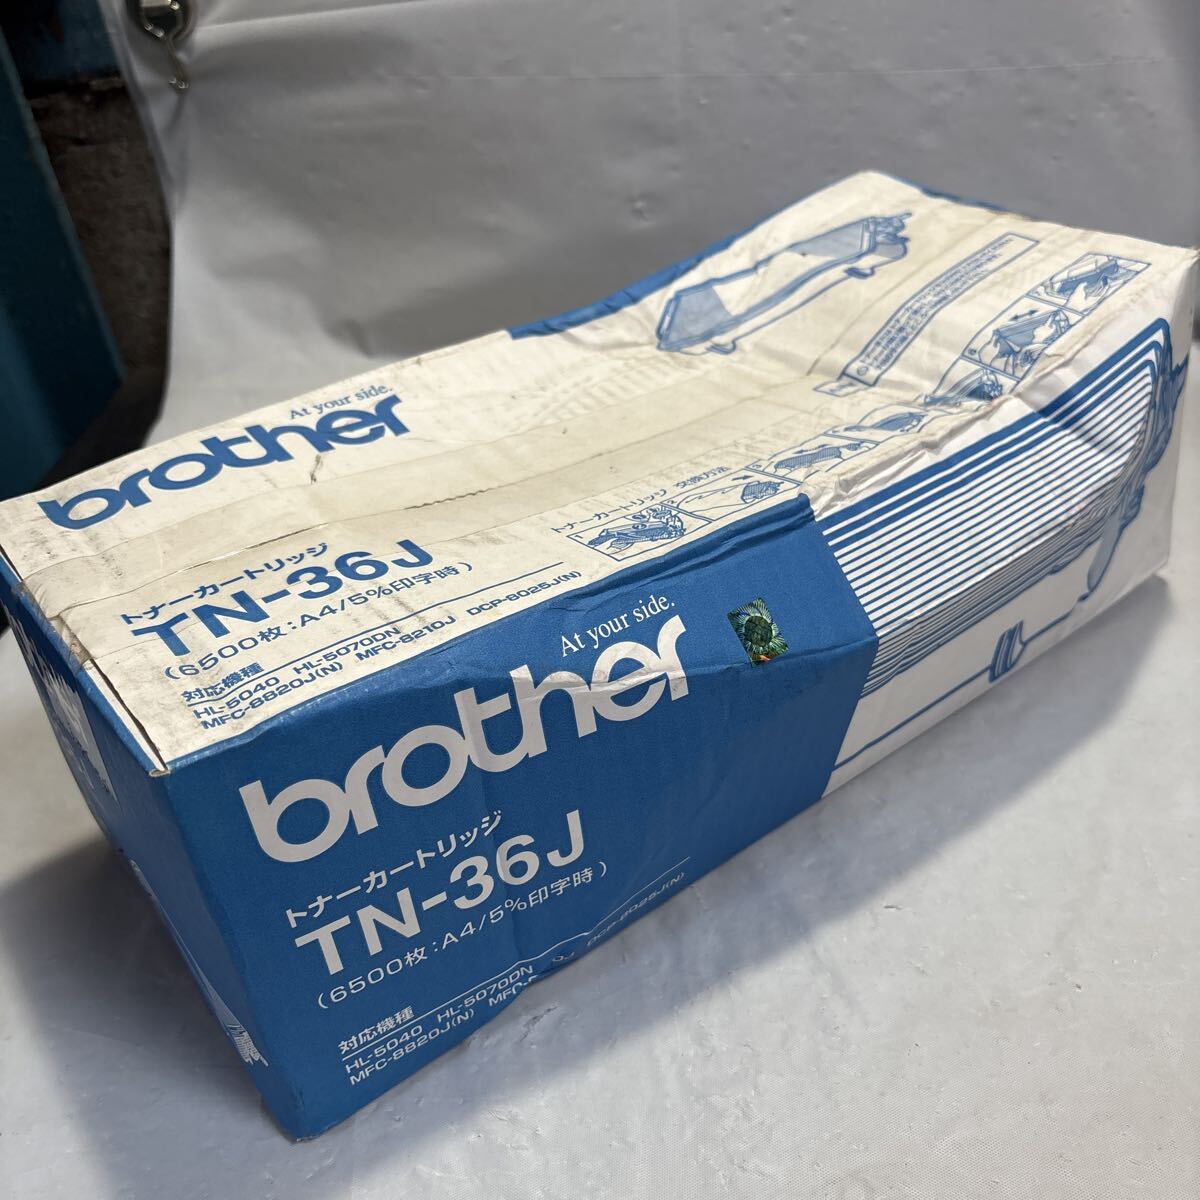 At your side.
brother
トナーカートリッジ
TN-36J
(6500枚:A4/5%印字時)
対応機種
HL-5040 HL-5070DN
MFC-8820J(N) MFC-8210J DCP-8025J(N)
トナーカートリッジ 交換方法
At your side.
brother
トナーカートリッジ
TN-36J
(6500枚:A4/5%印字時)
対応機種
HL-5040 HL-5070DN
MFC-8820J(N) DCP-8025J(N)